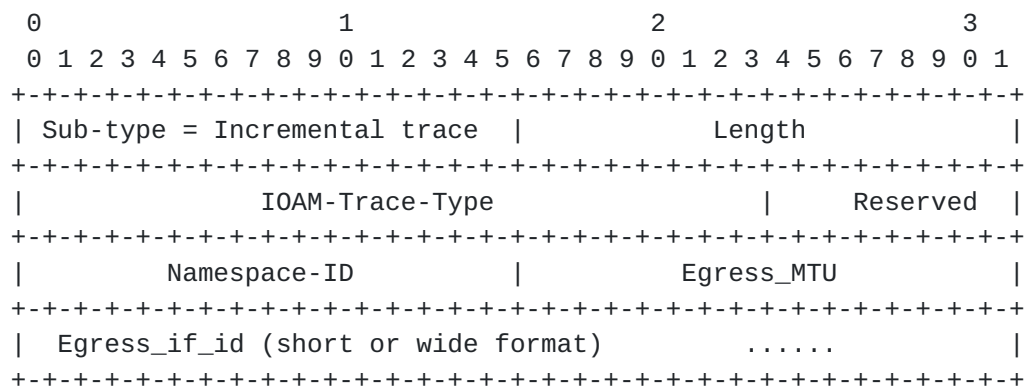 0                   1                   2                   3
 0 1 2 3 4 5 6 7 8 9 0 1 2 3 4 5 6 7 8 9 0 1 2 3 4 5 6 7 8 9 0 1
+-+-+-+-+-+-+-+-+-+-+-+-+-+-+-+-+-+-+-+-+-+-+-+-+-+-+-+-+-+-+-+-+
| Sub-type = Incremental trace  |            Length             |
+-+-+-+-+-+-+-+-+-+-+-+-+-+-+-+-+-+-+-+-+-+-+-+-+-+-+-+-+-+-+-+-+
|               IOAM-Trace-Type                 |     Reserved  |
+-+-+-+-+-+-+-+-+-+-+-+-+-+-+-+-+-+-+-+-+-+-+-+-+-+-+-+-+-+-+-+-+
|         Namespace-ID          |          Egress_MTU           |
+-+-+-+-+-+-+-+-+-+-+-+-+-+-+-+-+-+-+-+-+-+-+-+-+-+-+-+-+-+-+-+-+
|  Egress_if_id (short or wide format)         ......           |
+-+-+-+-+-+-+-+-+-+-+-+-+-+-+-+-+-+-+-+-+-+-+-+-+-+-+-+-+-+-+-+-+